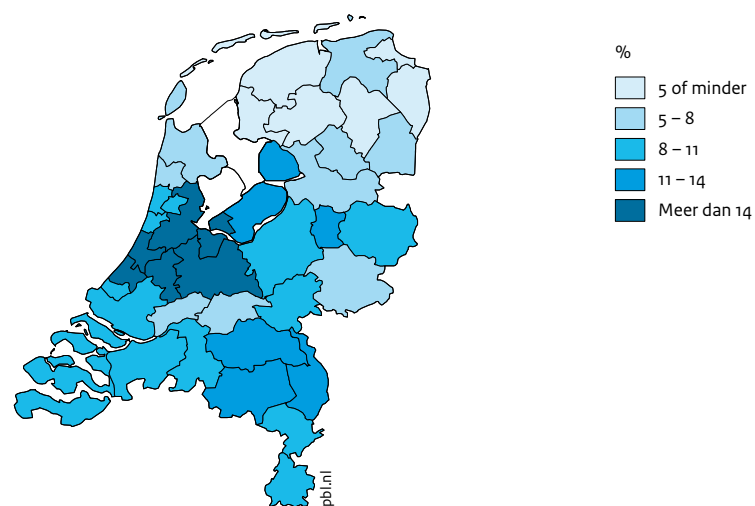 %
5 of minder
5 – 8
8 – 11
11 – 14
Meer dan 14
pbl.nl